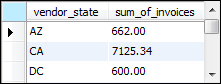 vendor_state sum_of_invoices
AZ 662.00
CA 7125.34
DC 600.00